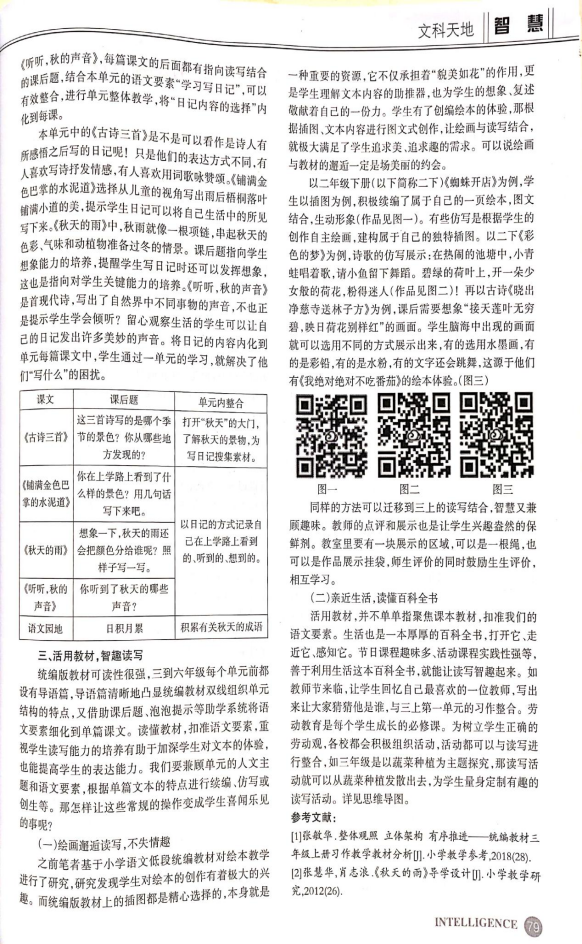 文科天地 智 慧
《听听,秋的声音》,每篇课文的后面都有指向读写结合
的课后题,结合本单元的语文要素“学习写日记”,可以
有效整合,进行单元整体教学,将“日记内容的选择”内
化到每课。
本单元中的《古诗三首》是不是可以看作是诗人有
所感悟之后写的日记呢！只是他们的表达方式不同,有
人喜欢写诗抒发情感,有人喜欢用词歌咏赞颂。《铺满金
色巴掌的水泥道》选择从儿童的视角写出雨后梧桐落叶
铺满小道的美,提示学生日记可以将自己生活中的所见
写下来。《秋天的雨》中,秋雨就像一根项链,串起秋天的
色彩、气味和动植物准备过冬的情景。课后题指向学生
想象能力的培养,提醒学生写日记时还可以发挥想象,
这也是指向对学生关键能力的培养。《听听,秋的声音》
是首现代诗,写出了自然界中不同事物的声音,不也正
是提示学生学会倾听？留心观察生活的学生可以让自
己的日记发出许多美妙的声音。将日记的内容内化到
单元每篇课文中,学生通过一单元的学习,就解决了他
们“写什么”的困扰。
课文 课后题 单元内整合
《古诗三首》 这三首诗写的是哪个季节的景色？你从哪些地方发现的？ 打开“秋天”的大门,了解秋天的景物,为写日记搜集素材。
《铺满金色巴掌的水泥道》 你在上学路上看到了什么样的景色？用几句话写下来吧。
《秋天的雨》 想象一下,秋天的雨还会把颜色分给谁呢？照样子写一写。 以日记的方式记录自己在上学路上看到的、听到的、想到的。
《听听,秋的声音》 你听到了秋天的哪些声音？
语文园地 日积月累 积累有关秋天的成语
三、活用教材,智趣读写
统编版教材可读性很强,三到六年级每个单元前都
设有导语篇,导语篇清晰地凸显统编教材双线组织单元
结构的特点,又借助课后题、泡泡提示等助学系统将语
文要素细化到单篇课文。读懂教材,扣准语文要素,重
视学生读写能力的培养有助于加深学生对文本的体验,
也能提高学生的表达能力。我们要兼顾单元的人文主
题和语文要素,根据单篇文本的特点进行续编、仿写或
创生等。那怎样让这些常规的操作变成学生喜闻乐见
的事呢？
(一)绘画邂逅读写,不失情趣
之前笔者基于小学语文低段统编教材对绘本教学
进行了研究,研究发现学生对绘本的创作有着极大的兴
趣。而统编版教材上的插图都是精心选择的,本身就是
一种重要的资源,它不仅承担着“貌美如花”的作用,更
是学生理解文本内容的助推器,也为学生的想象、复述
敬献着自己的一份力。学生有了创编绘本的体验,那根
据插图、文本内容进行图文式创作,让绘画与读写结合,
就极大满足了学生追求美、追求趣的需求。可以说绘画
与教材的邂逅一定是场美丽的约会。
以二年级下册(以下简称二下)《蜘蛛开店》为例,学
生以插图为例,积极续编了属于自己的一页绘本,图文
结合,生动形象(作品见图一)。有些仿写是根据学生的
创作自主绘画,建构属于自己的独特插图。以二下《彩
色的梦》为例,诗歌的仿写展示:在热闹的池塘中,小青
蛙唱着歌,请小鱼留下舞蹈。碧绿的荷叶上,开一朵少
女般的荷花,粉得迷人(作品见图二)！再以古诗《晓出
净慈寺送林子方》为例,课后需要想象“接天莲叶无穷
碧,映日荷花别样红”的画面。学生脑海中出现的画面
就可以选用不同的方式展示出来,有的选用水墨画,有
的是彩铅,有的是水粉,有的文字还会跳舞,这源于他们
有《我绝对绝对不吃番茄》的绘本体验。(图三)
图一 图二 图三
同样的方法可以迁移到三上的读写结合,智慧又兼
顾趣味。教师的点评和展示也是让学生兴趣盎然的保
鲜剂。教室里要有一块展示的区域,可以是一根绳,也
可以是作品展示挂袋,师生评价的同时鼓励生生评价,
相互学习。
(二)亲近生活,读懂百科全书
活用教材,并不单单指聚焦课本教材,扣准我们的
语文要素。生活也是一本厚厚的百科全书,打开它、走
近它、感知它。节日课程趣味多、活动课程实践性强等,
善于利用生活这本百科全书,就能让读写智趣起来。如
教师节来临,让学生回忆自己最喜欢的一位教师,写出
来让大家猜猜他是谁,与三上第一单元的习作整合。劳
动教育是每个学生成长的必修课。为树立学生正确的
劳动观,各校都会积极组织活动,活动都可以与读写进
行整合,如三年级是以蔬菜种植为主题探究,那读写活
动就可以从蔬菜种植发散出去,为学生量身定制有趣的
读写活动。详见思维导图。
参考文献:
[1]张敏华.整体观照 立体架构 有序推进——统编教材三
年级上册习作教学教材分析[J].小学教学参考,2018(28).
[2]张慧华,肖志浪.《秋天的雨》导学设计[J].小学教学研
究,2012(26).
INTELLIGENCE 79